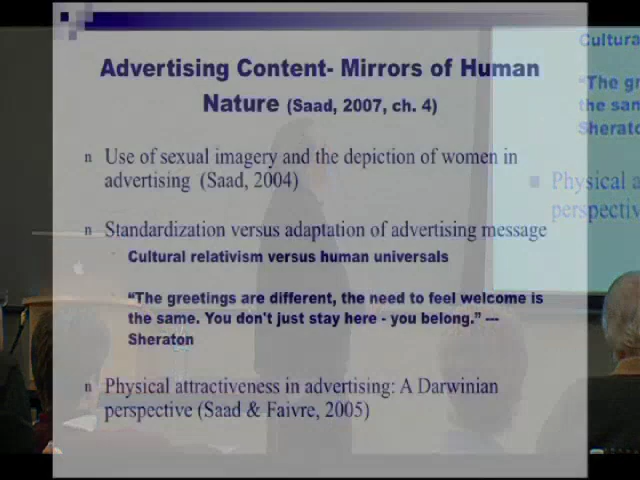 Advertising Content- Mirrors of Human
Nature (Saad, 2007, ch. 4)
n Use of sexual imagery and the depiction of women in
advertising (Saad, 2004)
n Standardization versus adaptation of advertising message
Cultural relativism versus human universals
“The greetings are different, the need to feel welcome is
the same. You don't just stay here - you belong.” ---
Sheraton
n Physical attractiveness in advertising: A Darwinian
perspective (Saad & Faivre, 2005)
Cultura
“The gr
the sam
Sherato
Physical a
perspectiv